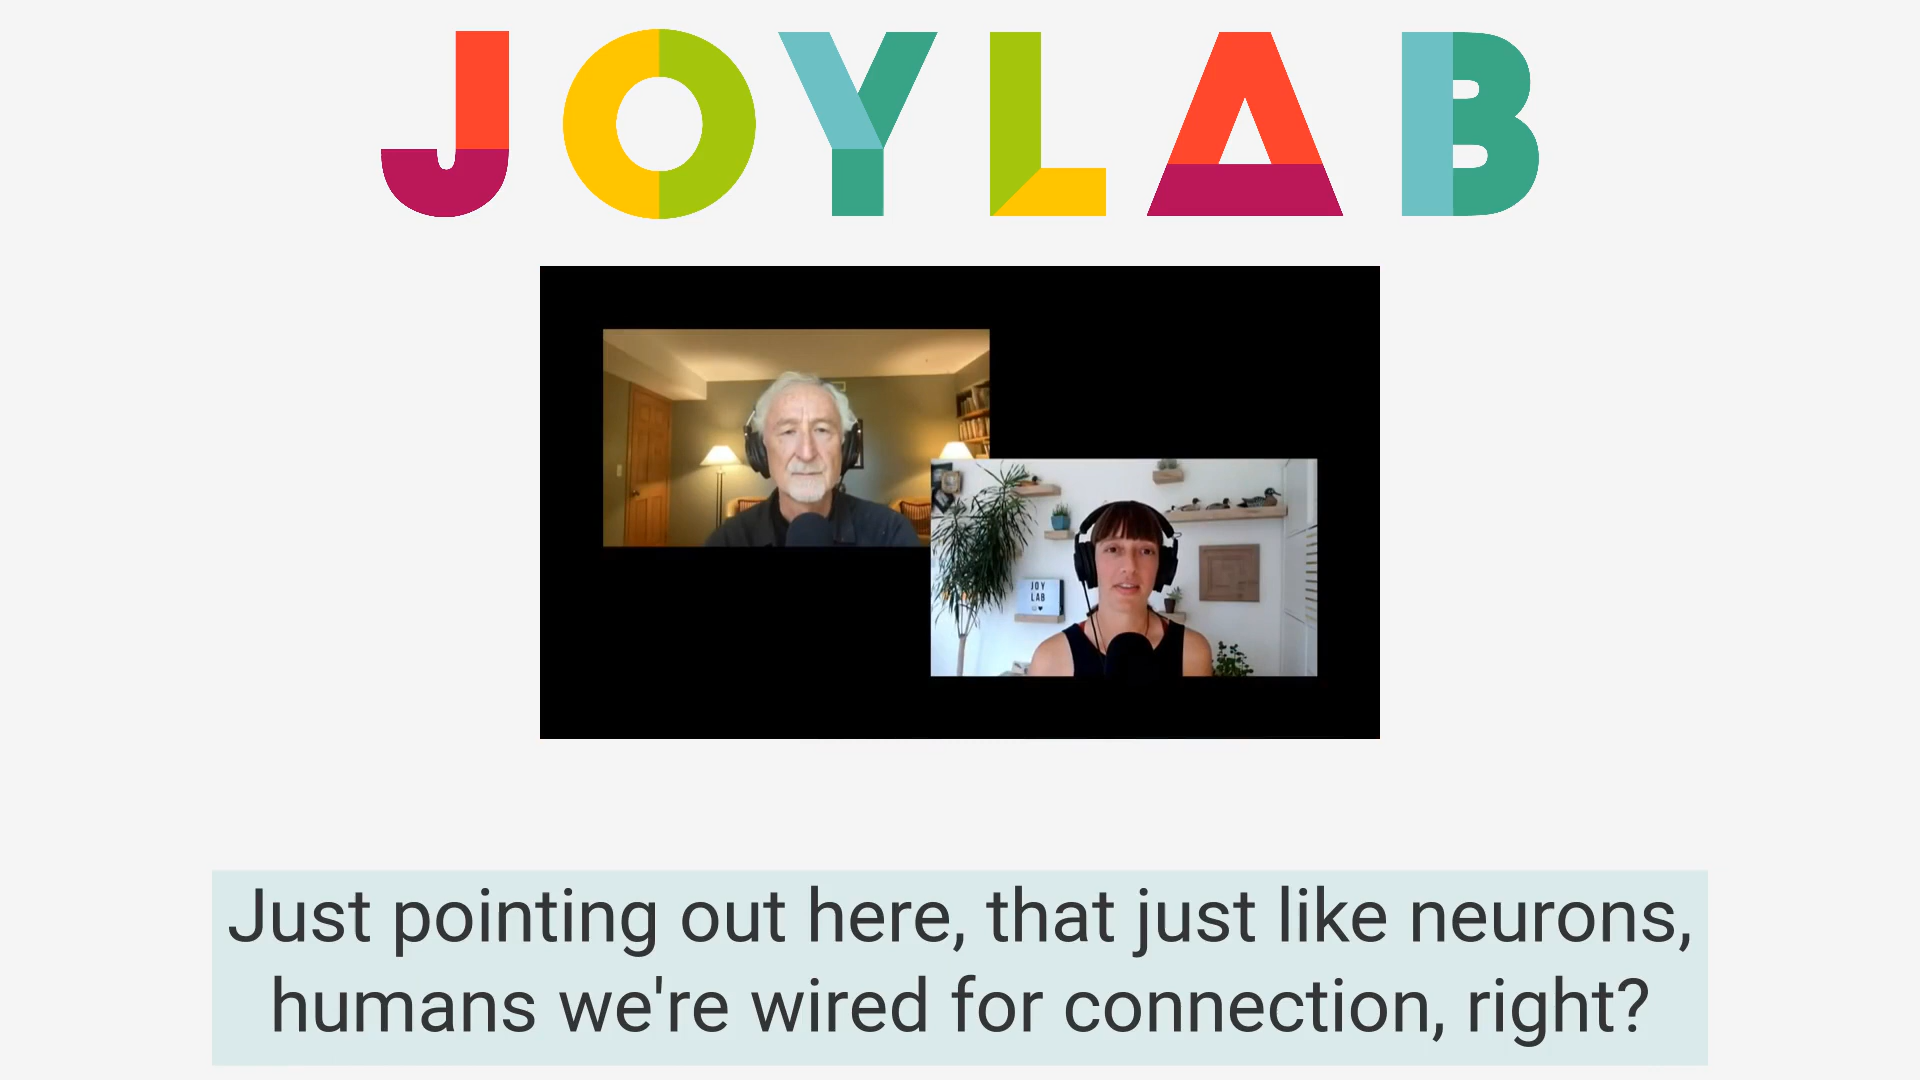 JOYLAB
JOY
LAB
Just pointing out here, that just like neurons,
humans we're wired for connection, right?